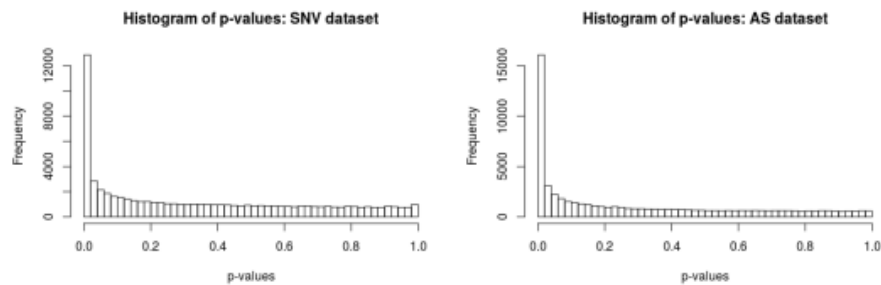 Histogram of p-values: SNV dataset
Frequency
0 4000 8000 12000
0.0 0.2 0.4 0.6 0.8 1.0
p-values
Histogram of p-values: AS dataset
Frequency
0 5000 10000 15000
0.0 0.2 0.4 0.6 0.8 1.0
p-values